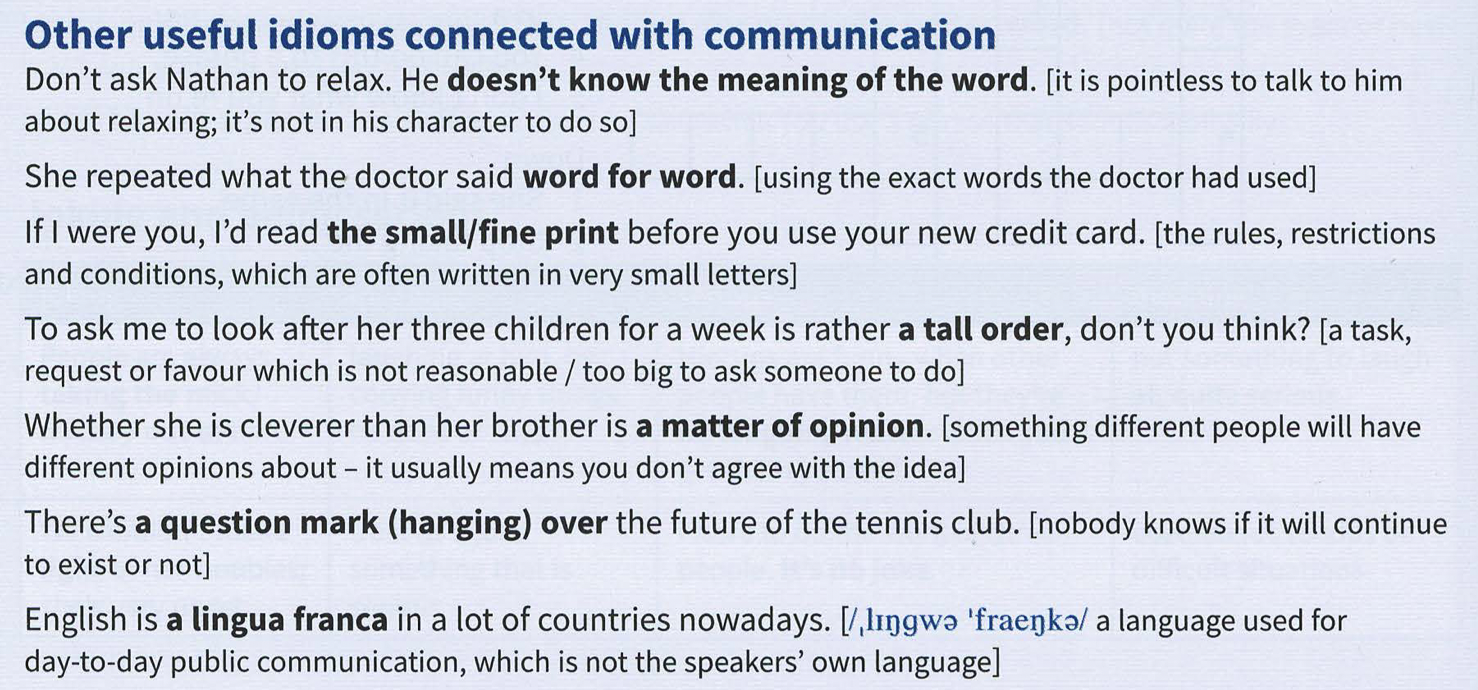 Other useful idioms connected with communication
Don't ask Nathan to relax. He doesn't know the meaning of the word. [it is pointless to talk to him
about relaxing; it's not in his character to do so]
She repeated what the doctor said word for word. [using the exact words the doctor had used]
If I were you, I'd read the small/fine print before you use your new credit card. [the rules, restrictions
and conditions, which are often written in very small letters]
To ask me to look after her three children for a week is rather a tall order, don't you think? [a task,
request or favour which is not reasonable / too big to ask someone to do]
Whether she is cleverer than her brother is a matter of opinion. [something different people will have
different opinions about – it usually means you don't agree with the idea]
There's a question mark (hanging) over the future of the tennis club. [nobody knows if it will continue
to exist or not]
English is a lingua franca in a lot of countries nowadays. [/ˌlɪŋgwə ˈfraeŋkə/ a language used for
day-to-day public communication, which is not the speakers' own language]